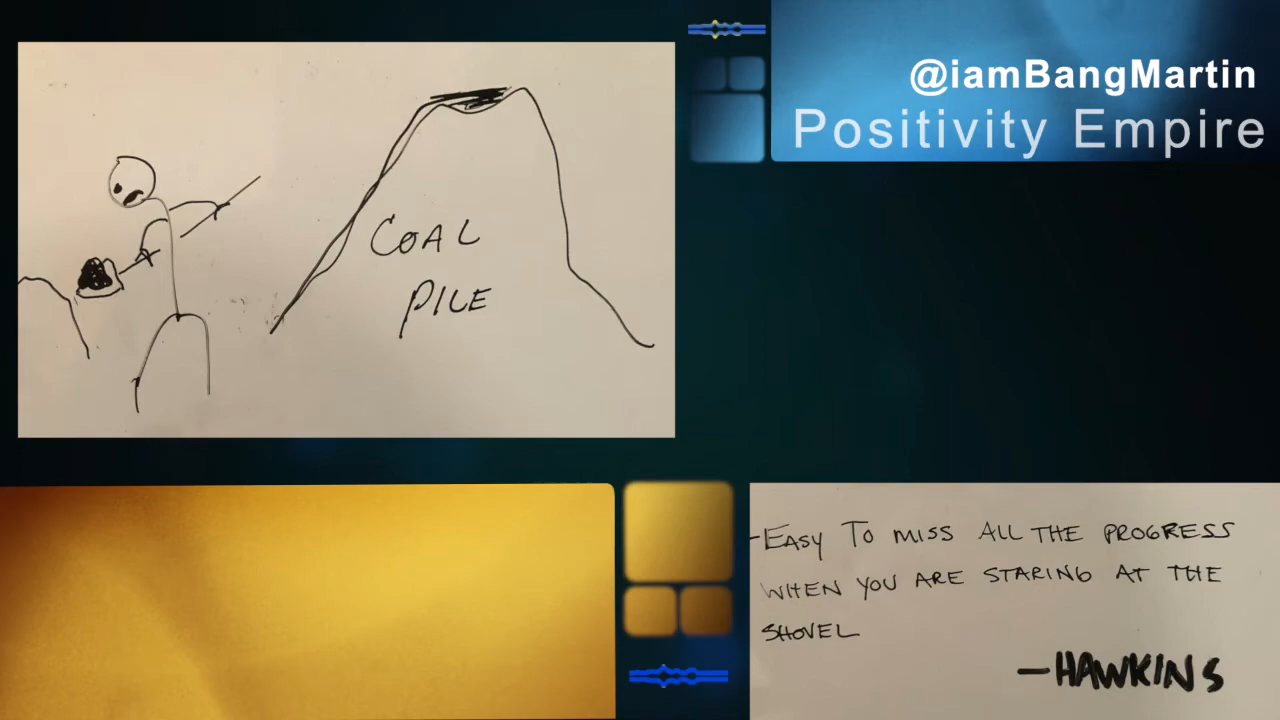 @iamBangMartin
Positivity Empire
COAL
PILE
-EASY TO MISS ALL THE PROGRESS
WHEN YOU ARE STARING AT THE
SHOVEL
-HAWKINS